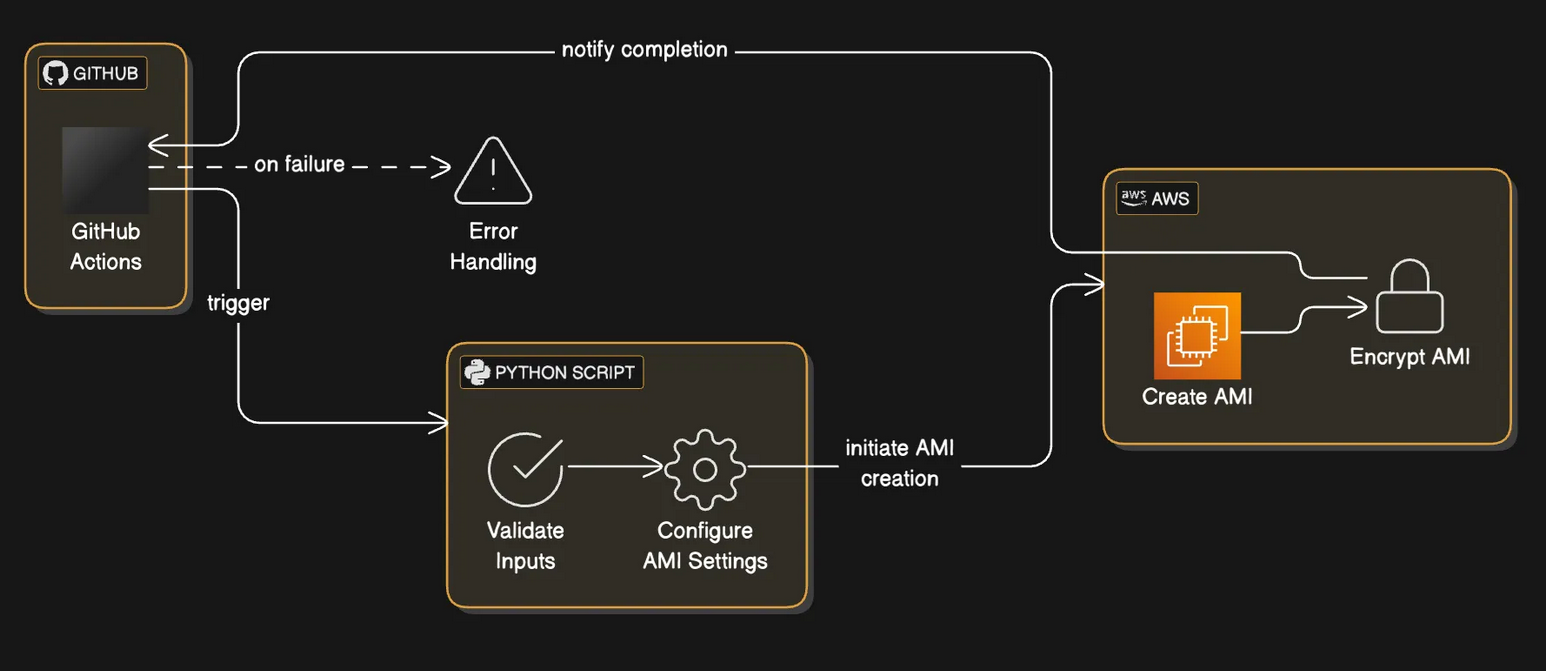 notify completion
GITHUB
on failure
GitHub
Actions
Error
Handling
trigger
aws AWS
Create AMI
Encrypt AMI
PYTHON SCRIPT
Validate
Inputs
Configure
AMI Settings
initiate AMI
creation